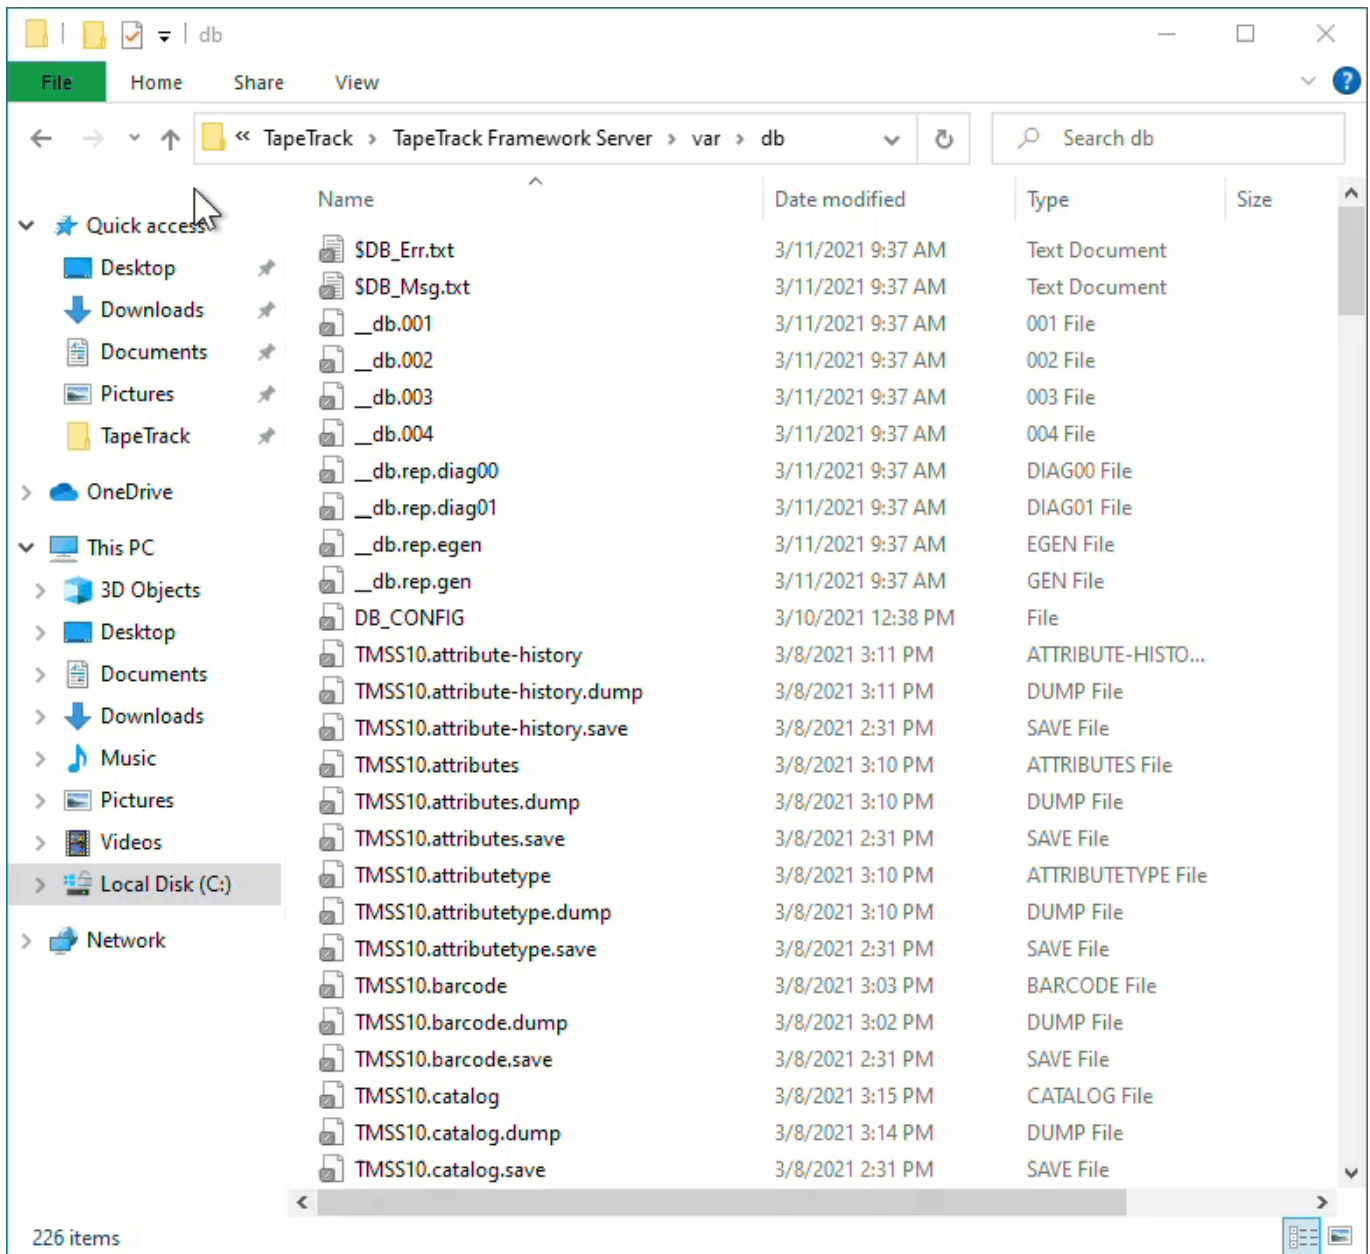 db
File Home Share View
« TapeTrack > TapeTrack Framework Server > var > db Search db
Name Date modified Type Size
Quick access
Desktop
Downloads
Documents
Pictures
TapeTrack
OneDrive
This PC
3D Objects
Desktop
Documents
Downloads
Music
Pictures
Videos
Local Disk (C:)
Network
$DB_Err.txt 3/11/2021 9:37 AM Text Document
$DB_Msg.txt 3/11/2021 9:37 AM Text Document
__db.001 3/11/2021 9:37 AM 001 File
__db.002 3/11/2021 9:37 AM 002 File
__db.003 3/11/2021 9:37 AM 003 File
__db.004 3/11/2021 9:37 AM 004 File
__db.rep.diag00 3/11/2021 9:37 AM DIAG00 File
__db.rep.diag01 3/11/2021 9:37 AM DIAG01 File
__db.rep.egen 3/11/2021 9:37 AM EGEN File
__db.rep.gen 3/11/2021 9:37 AM GEN File
DB_CONFIG 3/10/2021 12:38 PM File
TMSS10.attribute-history 3/8/2021 3:11 PM ATTRIBUTE-HISTO...
TMSS10.attribute-history.dump 3/8/2021 3:11 PM DUMP File
TMSS10.attribute-history.save 3/8/2021 2:31 PM SAVE File
TMSS10.attributes 3/8/2021 3:10 PM ATTRIBUTES File
TMSS10.attributes.dump 3/8/2021 3:10 PM DUMP File
TMSS10.attributes.save 3/8/2021 2:31 PM SAVE File
TMSS10.attributetype 3/8/2021 3:10 PM ATTRIBUTETYPE File
TMSS10.attributetype.dump 3/8/2021 3:10 PM DUMP File
TMSS10.attributetype.save 3/8/2021 2:31 PM SAVE File
TMSS10.barcode 3/8/2021 3:03 PM BARCODE File
TMSS10.barcode.dump 3/8/2021 3:02 PM DUMP File
TMSS10.barcode.save 3/8/2021 2:31 PM SAVE File
TMSS10.catalog 3/8/2021 3:15 PM CATALOG File
TMSS10.catalog.dump 3/8/2021 3:14 PM DUMP File
TMSS10.catalog.save 3/8/2021 2:31 PM SAVE File
226 items